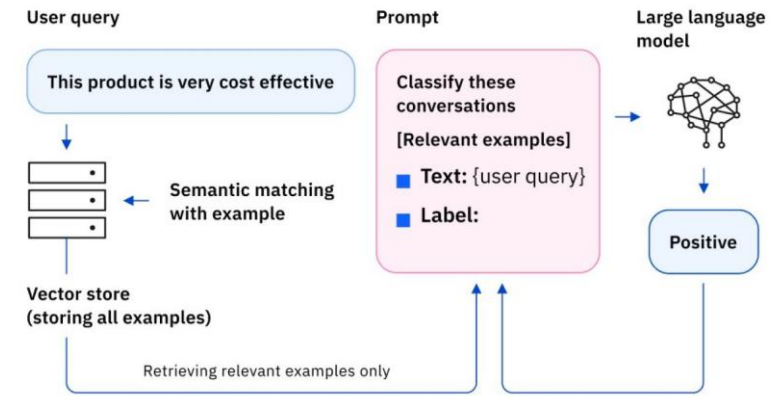 User query
This product is very cost effective
Semantic matching
with example
Vector store
(storing all examples)
Retrieving relevant examples only
Prompt
Classify these
conversations
[Relevant examples]
Text: {user query}
Label:
Large language
model
Positive